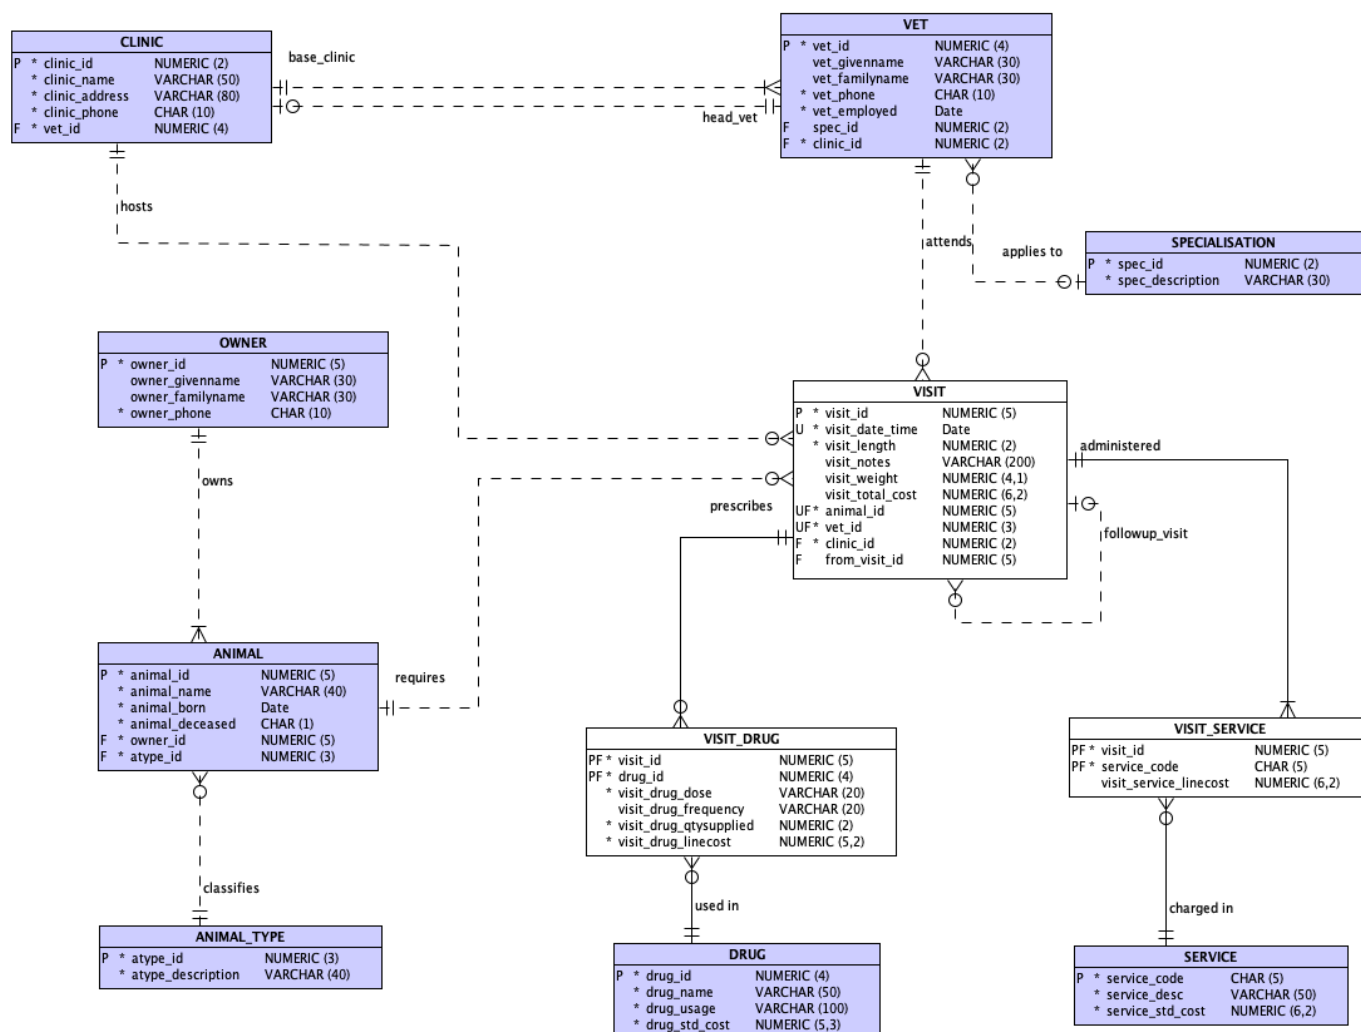 CLINIC
P * clinic_id NUMERIC (2)
* clinic_name VARCHAR (50)
* clinic_address VARCHAR (80)
* clinic_phone CHAR (10)
F * vet_id NUMERIC (4)
base_clinic
head_vet
VET
P * vet_id NUMERIC (4)
vet_givenname VARCHAR (30)
vet_familyname VARCHAR (30)
* vet_phone CHAR (10)
* vet_employed Date
F spec_id NUMERIC (2)
F * clinic_id NUMERIC (2)
hosts
attends
applies to
SPECIALISATION
P * spec_id NUMERIC (2)
* spec_description VARCHAR (30)
OWNER
P * owner_id NUMERIC (5)
owner_givenname VARCHAR (30)
owner_familyname VARCHAR (30)
* owner_phone CHAR (10)
owns
VISIT
P * visit_id NUMERIC (5)
U * visit_date_time Date
* visit_length NUMERIC (2)
visit_notes VARCHAR (200)
visit_weight NUMERIC (4,1)
visit_total_cost NUMERIC (6,2)
UF* animal_id NUMERIC (5)
UF* vet_id NUMERIC (3)
F * clinic_id NUMERIC (2)
F from_visit_id NUMERIC (5)
administered
prescribes
followup_visit
ANIMAL
P * animal_id NUMERIC (5)
* animal_name VARCHAR (40)
* animal_born Date
* animal_deceased CHAR (1)
F * owner_id NUMERIC (5)
F * atype_id NUMERIC (3)
requires
VISIT_DRUG
PF * visit_id NUMERIC (5)
PF * drug_id NUMERIC (4)
* visit_drug_dose VARCHAR (20)
visit_drug_frequency VARCHAR (20)
* visit_drug_qtysupplied NUMERIC (2)
* visit_drug_linecost NUMERIC (5,2)
VISIT_SERVICE
PF * visit_id NUMERIC (5)
PF * service_code CHAR (5)
visit_service_linecost NUMERIC (6,2)
classifies
used in
charged in
ANIMAL_TYPE
P * atype_id NUMERIC (3)
* atype_description VARCHAR (40)
DRUG
P * drug_id NUMERIC (4)
* drug_name VARCHAR (50)
* drug_usage VARCHAR (100)
* drug_std_cost NUMERIC (5,3)
SERVICE
P * service_code CHAR (5)
* service_desc VARCHAR (50)
* service_std_cost NUMERIC (6,2)